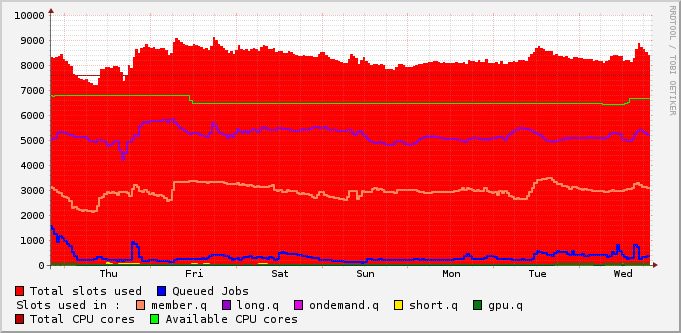 RRDTOOL / TOBI OETIKER
10000
9000
8000
7000
6000
5000
4000
3000
2000
1000
0
Thu Fri Sat Sun Mon Tue Wed
Total slots used Queued Jobs
Slots used in : member.q long.q ondemand.q short.q gpu.q
Total CPU cores Available CPU cores